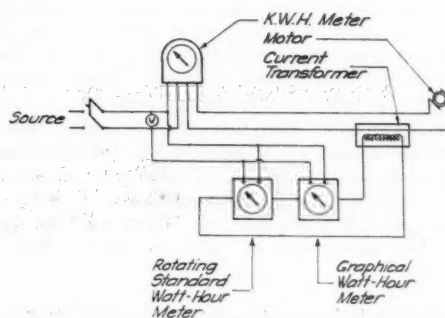 K.W.H. Meter
Motor
Current
Transformer
Source
V
Rotating
Standard
Watt-Hour
Meter
Graphical
Watt-Hour
Meter